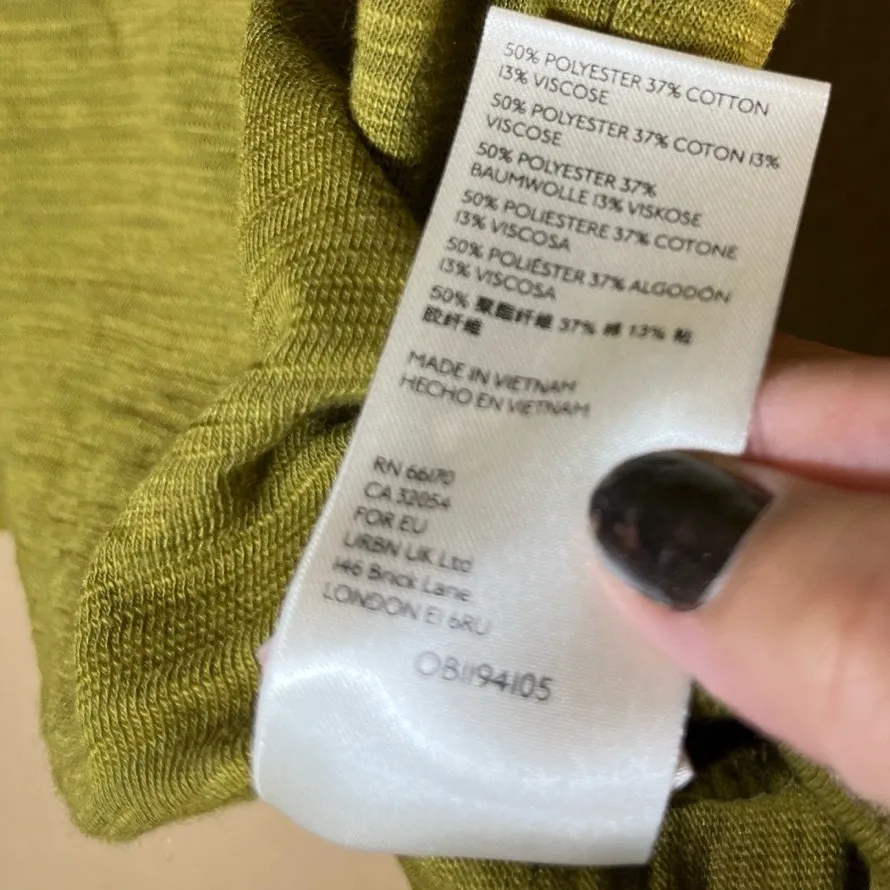 50% POLYESTER 37% COTTON
13% VISCOSE
50% POLYESTER 37% COTON 13%
VISCOSE
50% POLYESTER 37%
BAUMWOLLE 13% VISKOSE
50% POLIESTERE 37% COTONE
13% VISCOSA
50% POLIÉSTER 37% ALGODÓN
13% VISCOSA
50% 聚酯纤维 37% 棉 13% 粘
胶纤维
MADE IN VIETNAM
HECHO EN VIETNAM
RN 66170
CA 32054
FOR EU
URBN UK Ltd
146 Brick Lane
LONDON E1 6RU
OB1194105